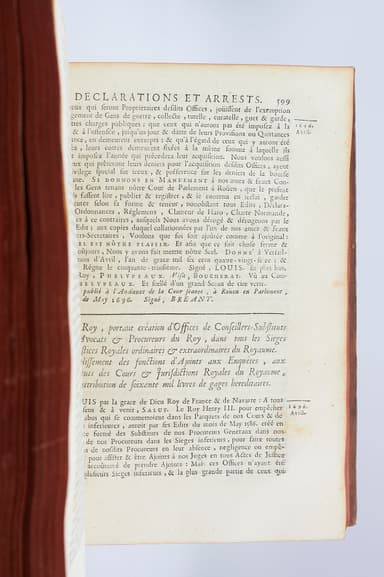 DECLARATIONS ET ARRESTS. 599
ceux qui seront Proprietaires desdits Offices, joüissent de l'exemption
gement de Gens de guerre, collecte, tutelle, curatelle, guet & garde,
tres charges publiques; que ceux qui n'auront pas été imposez à la
& à l'ustensile, jusqu'au jour & datte de leurs Provisions ou Quittances
ance, en demeurent exempts; & qu'à l'égard de ceux qui y auront été
, leurs cottes demeurent fixées à la même somme à laquelle ils
imposez l'année qui précedera leur acquisition. Nous voulons aussi
ux qui prêteront leurs deniers pour l'acquisition desdits Offices, ayent
vilege special sur iceux, & preference sur les deniers de la bourse
ne. SI DONNONS EN MANDEMENT à nos amez & feaux Con-
les Gens tenant nôtre Cour de Parlement à Roüen, que le present
fassent lire, publier & registrer, & le contenu en icelui, garder
cuter selon sa forme & teneur, nonobstant tous Edits, Déclara-
Ordonnances, Réglemens, Clameur de Haro, Chartre Normande,
es à ce contraires, ausquels Nous avons dérogé & dérogeons par le
Edit; aux copies duquel collationnées par l'un de nos amez & feaux
ers-Secretaires, Voulons que foi soit ajoûtée comme à l'original:
EL EST NÔTRE PLAISIR. Et afin que ce soit chose ferme &
oûjours, Nous y avons fait mettre nôtre Scel. DONNÉ à Versail-
mois d'Avril, l'an de grace mil six cens quatre-vingt-seize; &
Régne le cinquante-troisiéme. Signé, LOUIS. Et plus bas,
Roy, PHELYPEAUX. Visa, BOUCHERAT. Vû au Con-
HELYPEAUX. Et scellé d'un grand Sceau de cire verte.
publié à l'Audience de la Cour seante, à Roüen en Parlement,
de May 1696. Signé, BREANT.
1696.
Avril.
Roy, portant création d'Offices de Conseillers-Substituts
Avocats & Procureurs du Roy, dans tous les Sieges
stices Royales ordinaires & extraordinaires du Royaume.
unissement des fonctions d'Ajoints aux Enquêtes, aux
tuts des Cours & Jurisdictions Royales du Royaume,
attribution de soixante mil livres de gages hereditaires.
UIS par la grace de Dieu Roy de France & de Navarre: A tous
sens & à venir, SALUT. Le Roy Henry III. pour empêcher
abus qui se commettoient dans les Parquets de nos Cours & de
inferieures, auroit par ses Edits du mois de May 1586. créé en
ce formé des Substituts de nos Procureurs Generaux dans nos
de nos Procureurs dans les Sieges inferieurs, pour faire toutes
de nosdits Procureurs en leur absence, negligence ou empê-
pour assister & être Ajoints à nos Juges en tous Actes de Justice
accoûtumé de prendre Ajoints: Mais ces Offices n'ayant été
plusieurs Sieges inferieurs, & la plus grande partie de ceux qui
1696.
Avril.